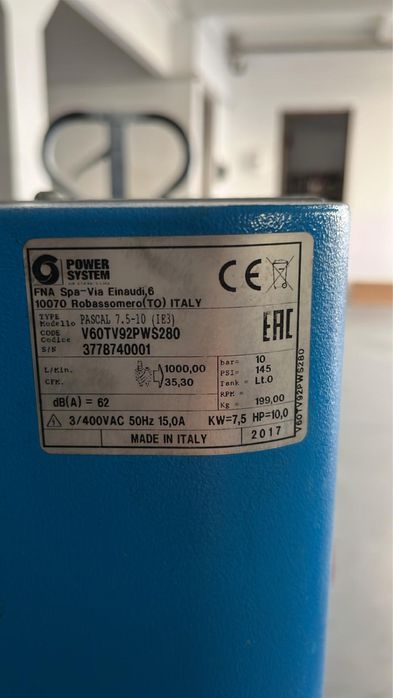 POWER
SYSTEM
CE
FNA Spa-Via Einaudi,6
10070 Robassomero(TO) ITALY
TYPE
Modello PASCAL 7.5-10 (IE3)
CODE
Codice V60TV92PWS280
S/N 3778740001
EAC
L/Min. 1000,00
CFM. 35,30
bar= 10
PSI= 145
Tank = Lt.0
RPM =
Kg = 199,00
dB(A) = 62
3/400VAC 50Hz 15,0A KW=7,5 HP=10,0
MADE IN ITALY 2017
V60TV92PWS280